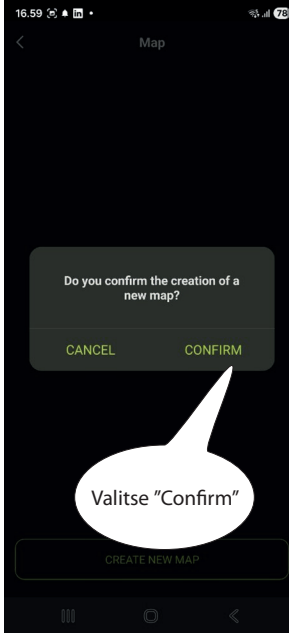 16.59 in 78
Map
Do you confirm the creation of a
new map?
CANCEL CONFIRM
Valitse ”Confirm”
CREATE NEW MAP